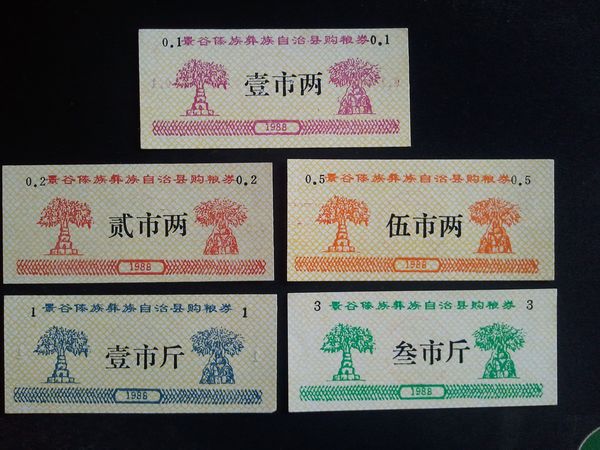 0.1 景谷傣族彝族自治县购粮券 0.1
壹市两
1988
0.2 景谷傣族彝族自治县购粮券 0.2
贰市两
1988
0.5 景谷傣族彝族自治县购粮券 0.5
伍市两
1988
1 景谷傣族彝族自治县购粮券 1
壹市斤
1988
3 景谷傣族彝族自治县购粮券 3
叁市斤
1988